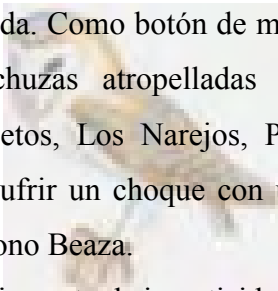 da. Como botón de m
chuzas atropelladas
etos, Los Narejos, P
ufrir un choque con
ono Beaza.